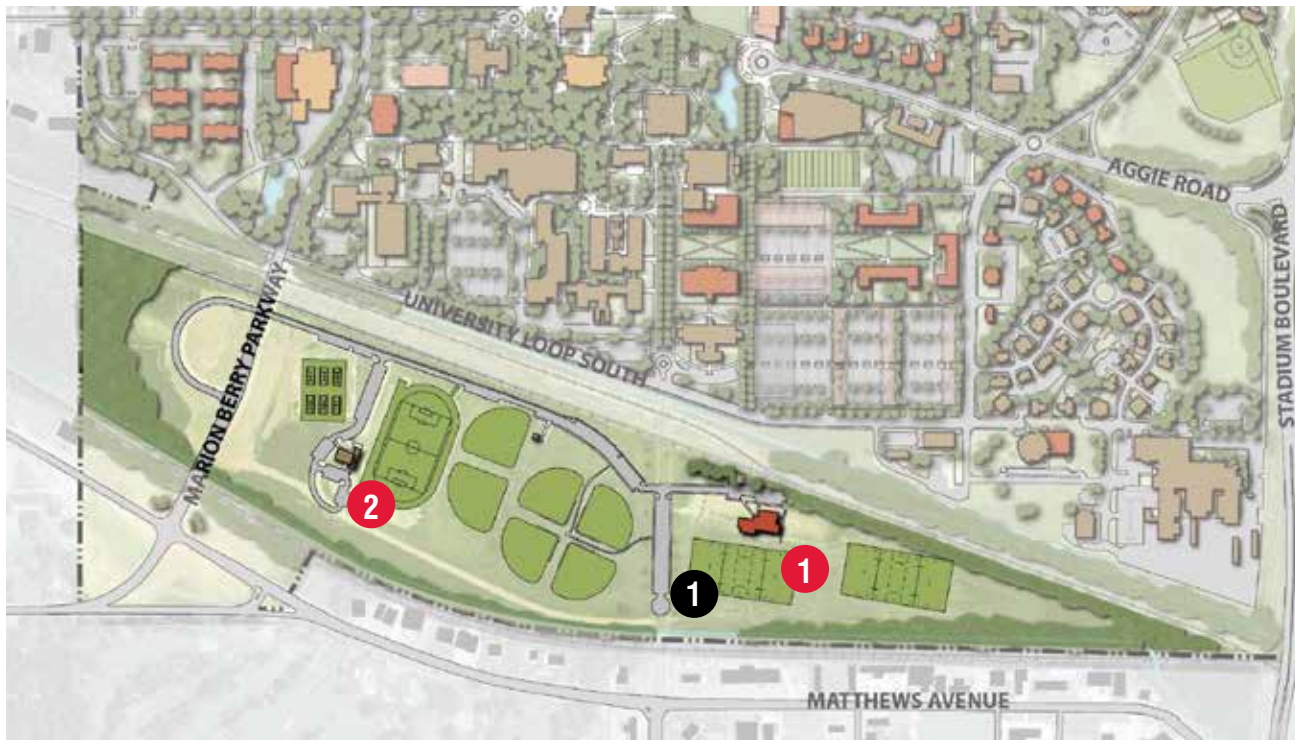 AGGIE ROAD
STADIUM BOULEVARD
MARION BERRY PARKWAY
UNIVERSITY LOOP SOUTH
2
1
1
MATTHEWS AVENUE